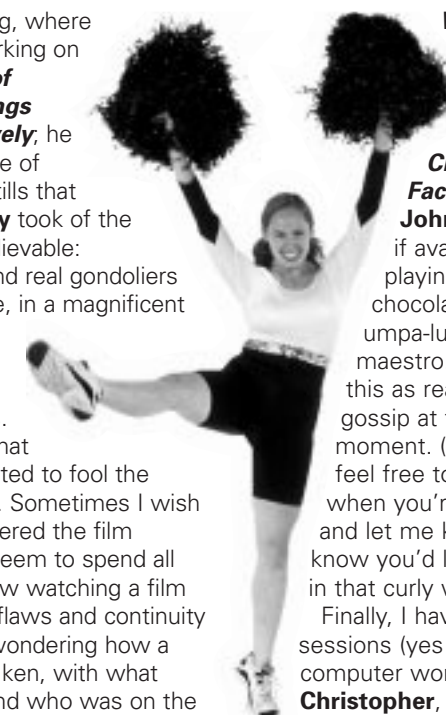 g, where
rking on
of
ngs
vely; he
e of
tills that
y took of the
lievable:
nd real gondoliers
e, in a magnificent
.
hat
ted to fool the
. Sometimes I wish
ered the film
eem to spend all
w watching a film
flaws and continuity
wondering how a
ken, with what
nd who was on the
C
Fac
John
if ava
playin
chocola
umpa-lu
maestro
this as rea
gossip at
moment. (
feel free to
when you'r
and let me k
know you'd l
in that curly
Finally, I hav
sessions (yes
computer wor
Christopher,